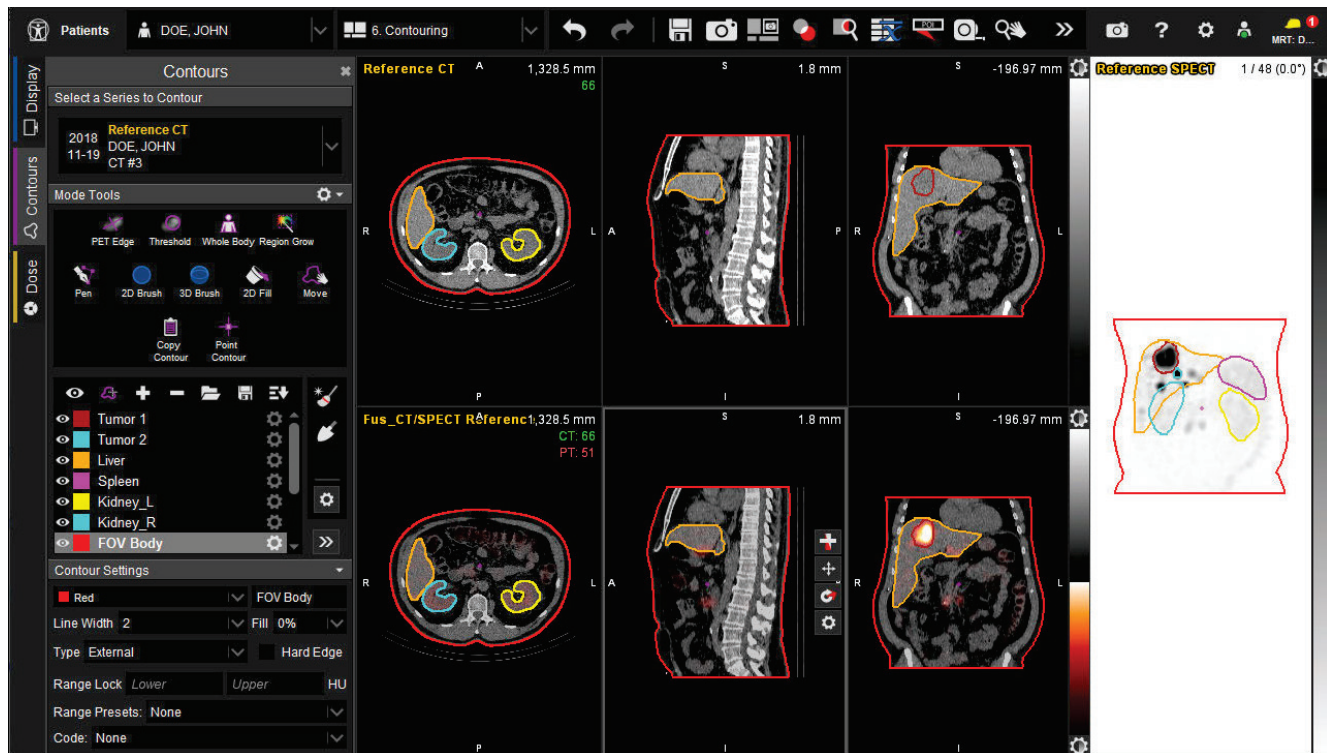 Patients DOE, JOHN 6. Contouring POI ? 1 MRT: D...
Display
Contours
Dose
Contours
Select a Series to Contour
2018
11-19
Reference CT
DOE, JOHN
CT #3
Mode Tools
PET Edge Threshold Whole Body Region Grow
Pen 2D Brush 3D Brush 2D Fill Move
Copy Contour Point Contour
Tumor 1
Tumor 2
Liver
Spleen
Kidney_L
Kidney_R
FOV Body
Contour Settings
Red FOV Body
Line Width 2 Fill 0%
Type External Hard Edge
Range Lock Lower Upper HU
Range Presets: None
Code: None
Reference CT A 1,328.5 mm
66
R L
P
S 1.8 mm
A P
I
S -196.97 mm
R L
I
Fus_CT/SPECT Referenc A 1,328.5 mm
CT: 66
PT: 51
R L
P
S 1.8 mm
A
I
S -196.97 mm
R L
I
Reference SPECT 1 / 48 (0.0°)